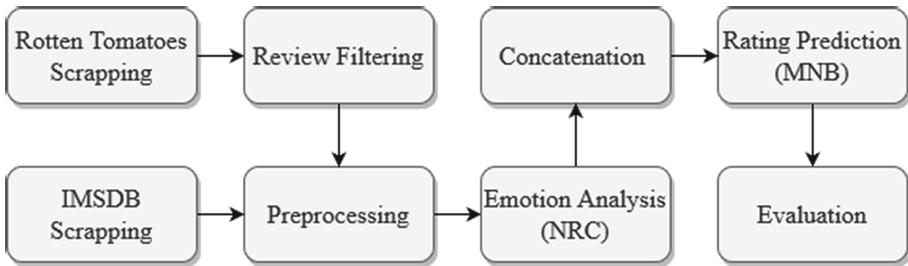 Rotten Tomatoes
Scrapping
Review Filtering
Concatenation
Rating Prediction
(MNB)
IMSDB
Scrapping
Preprocessing
Emotion Analysis
(NRC)
Evaluation